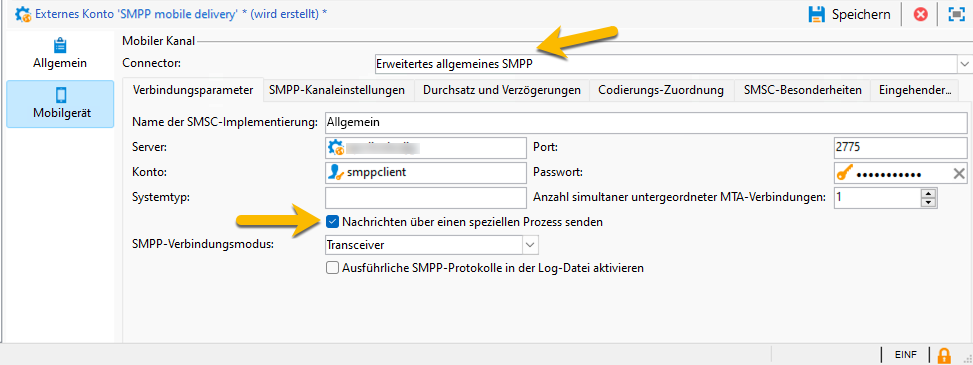 Externes Konto 'SMPP mobile delivery' * (wird erstellt) *
Speichern
Allgemein
Mobilgerät
Mobiler Kanal
Connector: Erweitertes allgemeines SMPP
Verbindungsparameter SMPP-Kanaleinstellungen Durchsatz und Verzögerungen Codierungs-Zuordnung SMSC-Besonderheiten Eingehender...
Name der SMSC-Implementierung: Allgemein
Server: Port: 2775
Konto: smppclient Passwort: •••••••••••
Systemtyp: Anzahl simultaner untergeordneter MTA-Verbindungen: 1
Nachrichten über einen speziellen Prozess senden
SMPP-Verbindungsmodus: Transceiver
Ausführliche SMPP-Protokolle in der Log-Datei aktivieren
EINF